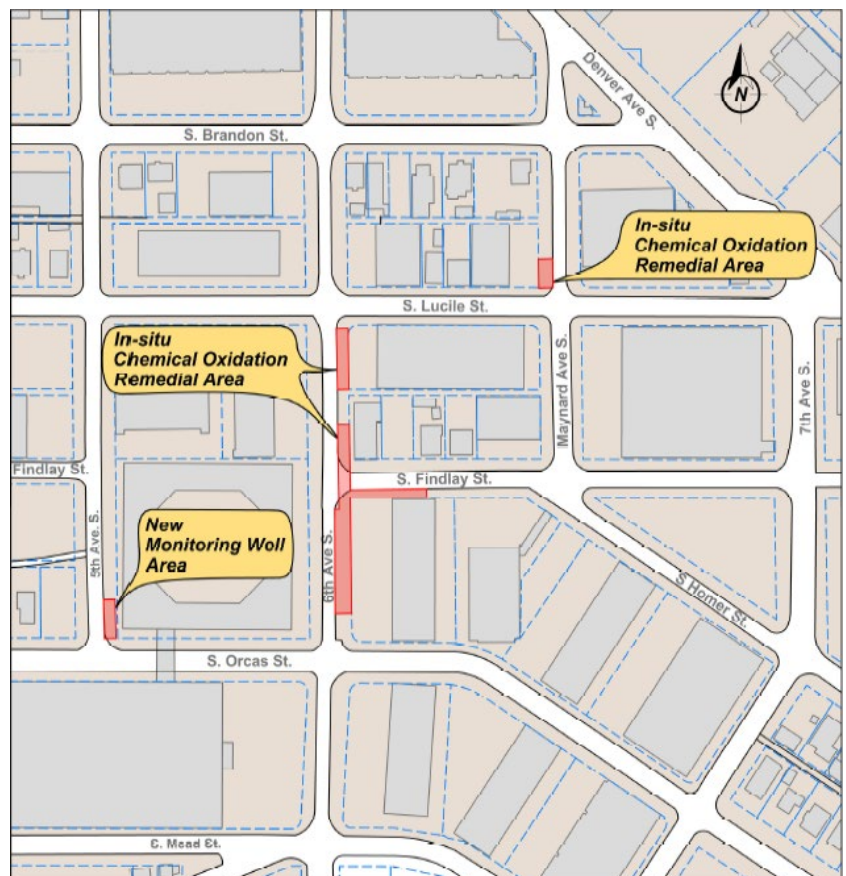 Denver Ave S.
N
S. Brandon St.
In-situ
Chemical Oxidation
Remedial Area
S. Lucile St.
In-situ
Chemical Oxidation
Remedial Area
Maynard Ave S.
7th Ave S.
Findlay St.
S. Findlay St.
New
Monitoring Woll
Area
5th Ave. S.
6th Ave S.
S Homer St.
S. Orcas St.
C. Mead Ct.